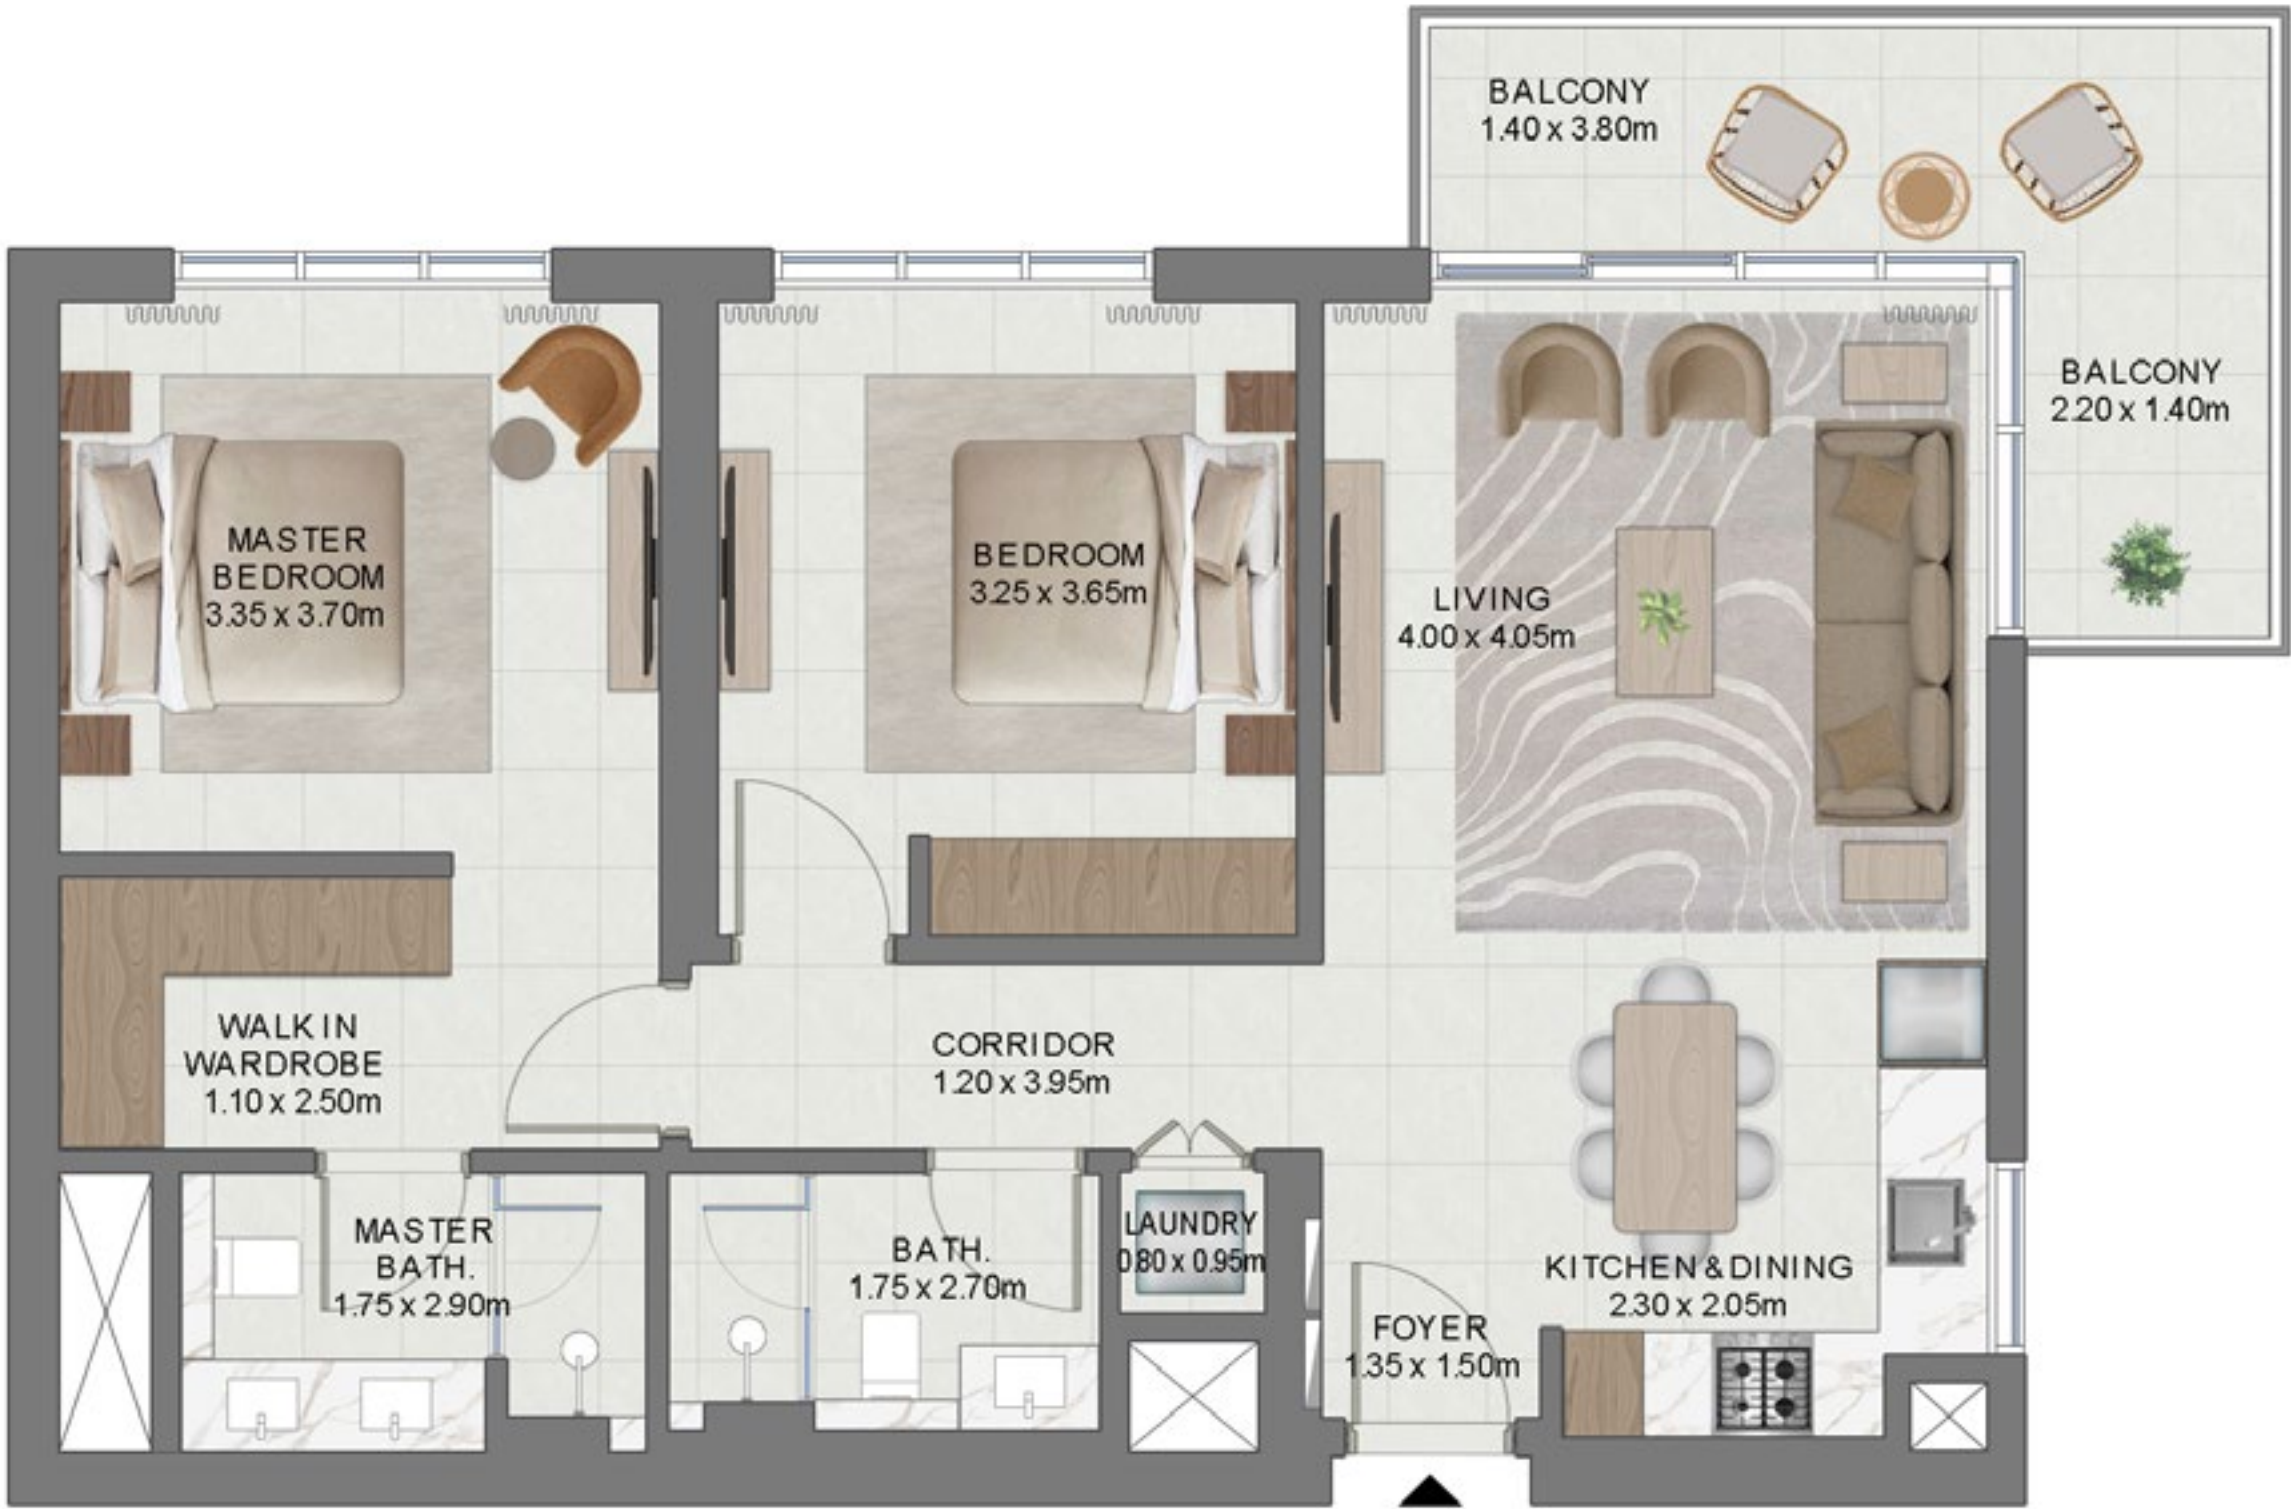 BALCONY
1.40 x 3.80m
BALCONY
2.20 x 1.40m
MASTER
BEDROOM
3.35 x 3.70m
BEDROOM
3.25 x 3.65m
LIVING
4.00 x 4.05m
WALK IN
WARDROBE
1.10 x 2.50m
CORRIDOR
1.20 x 3.95m
MASTER
BATH.
1.75 x 2.90m
BATH.
1.75 x 2.70m
LAUNDRY
0.80 x 0.95m
KITCHEN & DINING
2.30 x 2.05m
FOYER
1.35 x 1.50m